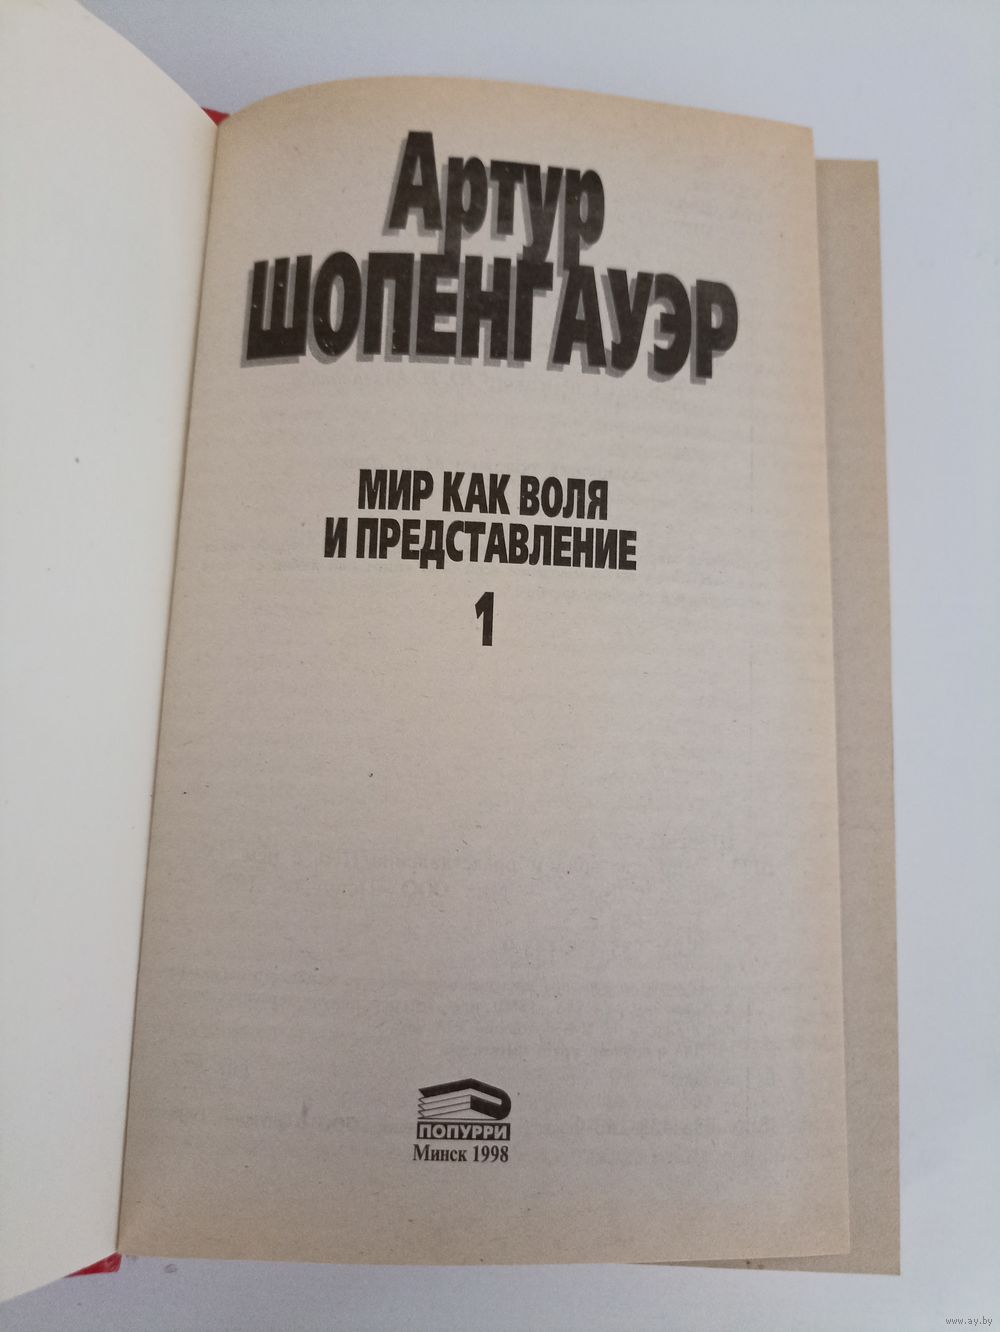 Артур
ШОПЕНГАУЭР
МИР КАК ВОЛЯ
И ПРЕДСТАВЛЕНИЕ
1
ПОПУРРИ
Минск 1998
www.ay.by